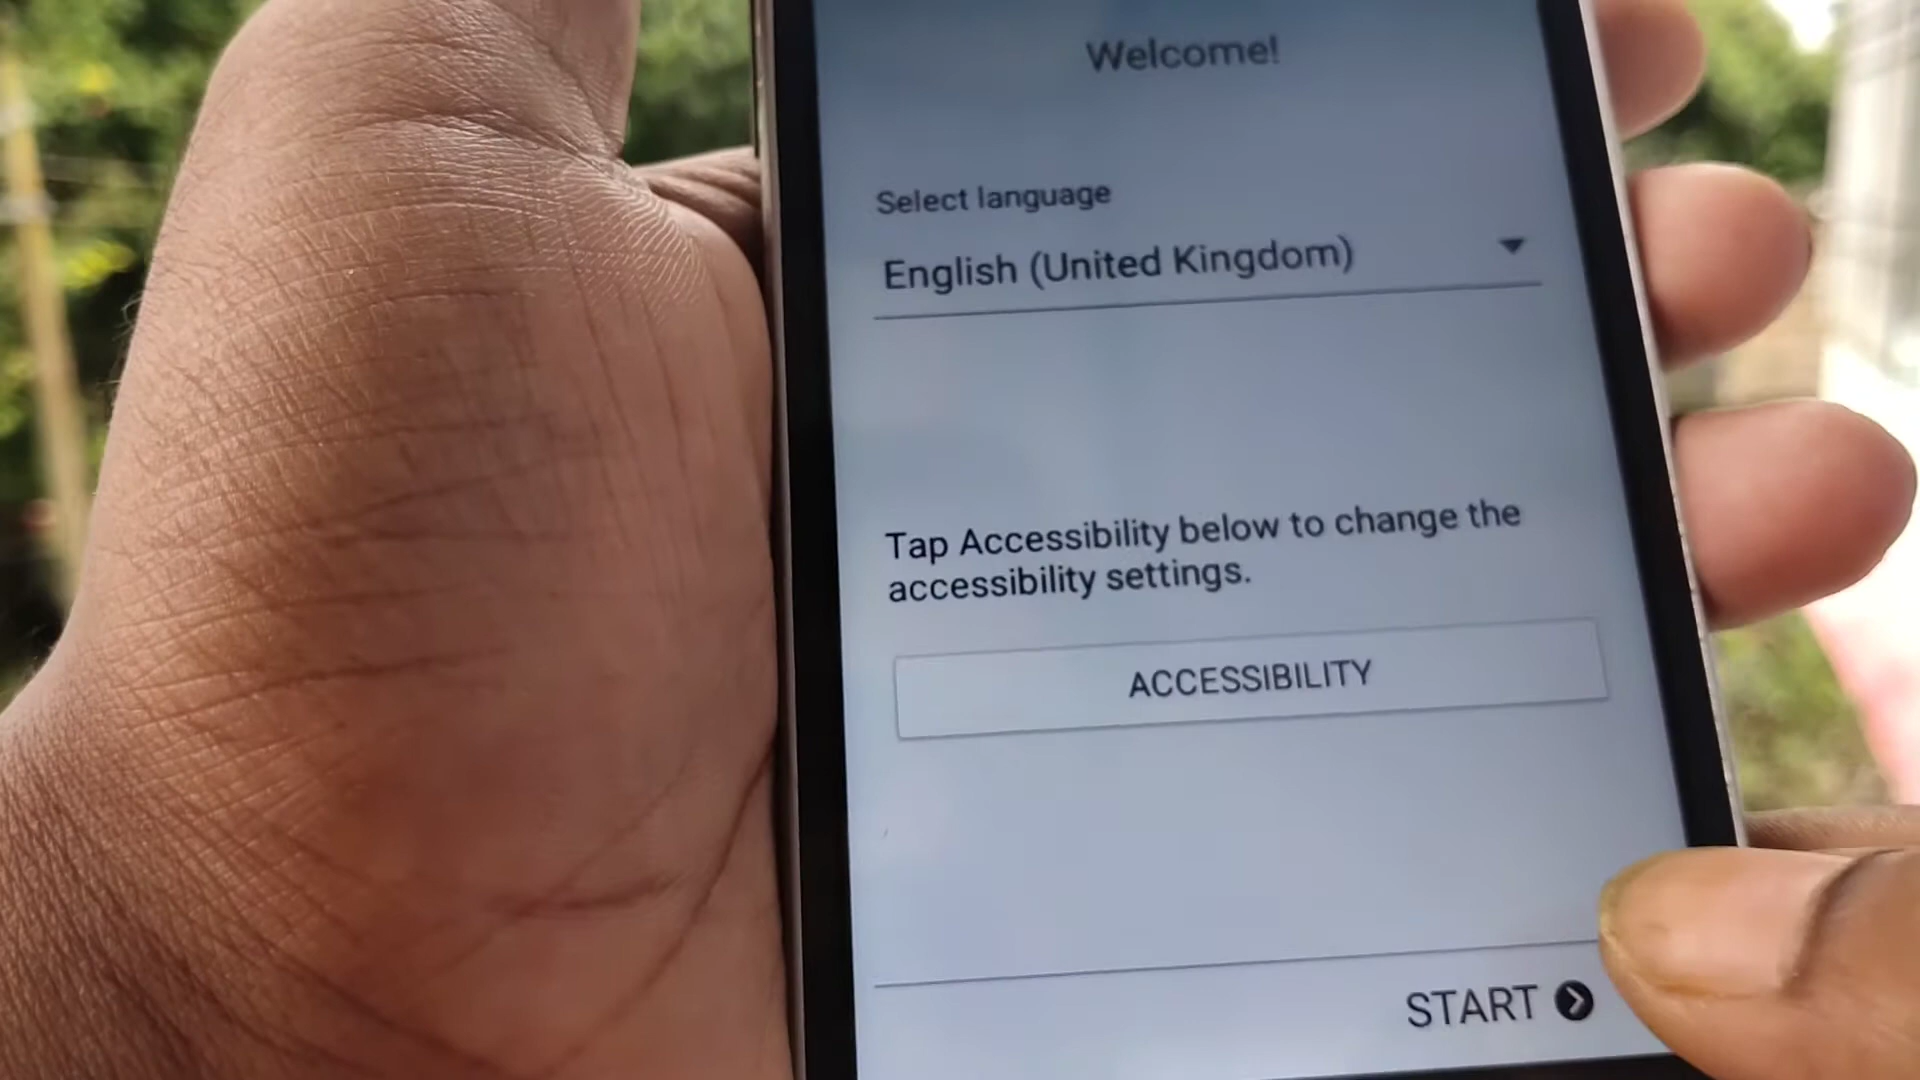 Welcome!
Select language
English (United Kingdom)
Tap Accessibility below to change the
accessibility settings.
ACCESSIBILITY
START